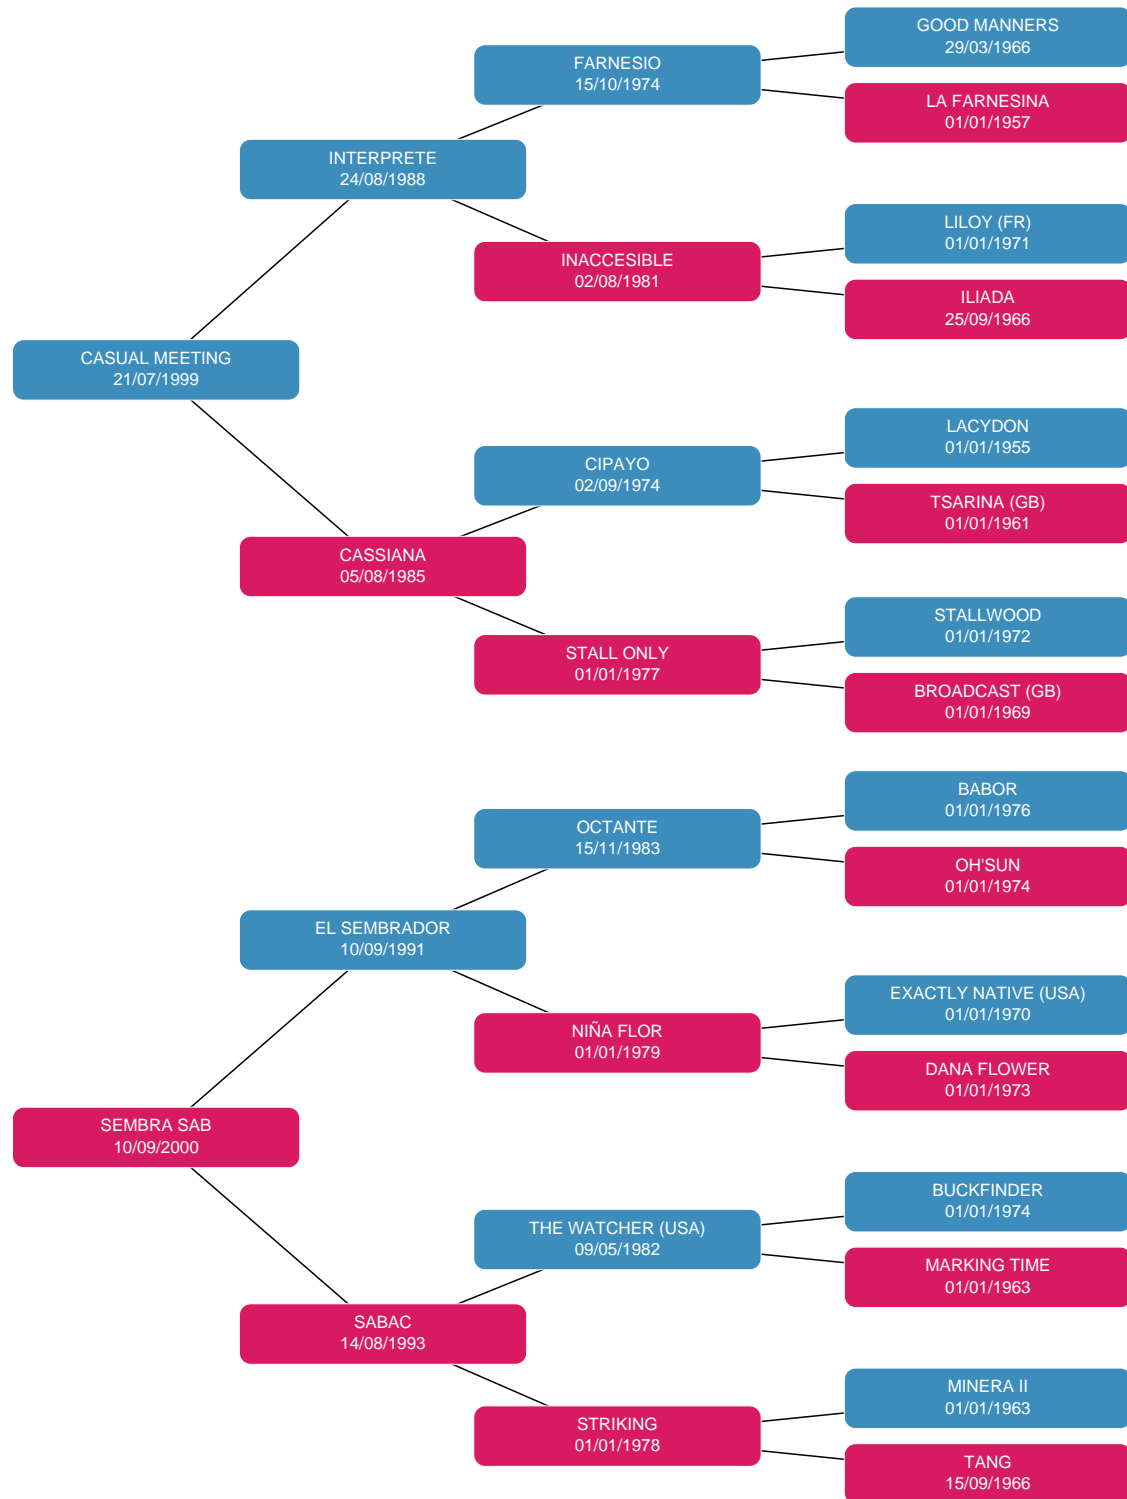 GOOD MANNERS
29/03/1966
FARNESIO
15/10/1974
LA FARNESINA
01/01/1957
INTERPRETE
24/08/1988
LILOY (FR)
01/01/1971
INACCESIBLE
02/08/1981
ILIADA
25/09/1966
CASUAL MEETING
21/07/1999
LACYDON
01/01/1955
CIPAYO
02/09/1974
TSARINA (GB)
01/01/1961
CASSIANA
05/08/1985
STALLWOOD
01/01/1972
STALL ONLY
01/01/1977
BROADCAST (GB)
01/01/1969
BABOR
01/01/1976
OCTANTE
15/11/1983
OH'SUN
01/01/1974
EL SEMBRADOR
10/09/1991
EXACTLY NATIVE (USA)
01/01/1970
NIÑA FLOR
01/01/1979
DANA FLOWER
01/01/1973
SEMBRA SAB
10/09/2000
BUCKFINDER
01/01/1974
THE WATCHER (USA)
09/05/1982
MARKING TIME
01/01/1963
SABAC
14/08/1993
MINERA II
01/01/1963
STRIKING
01/01/1978
TANG
15/09/1966